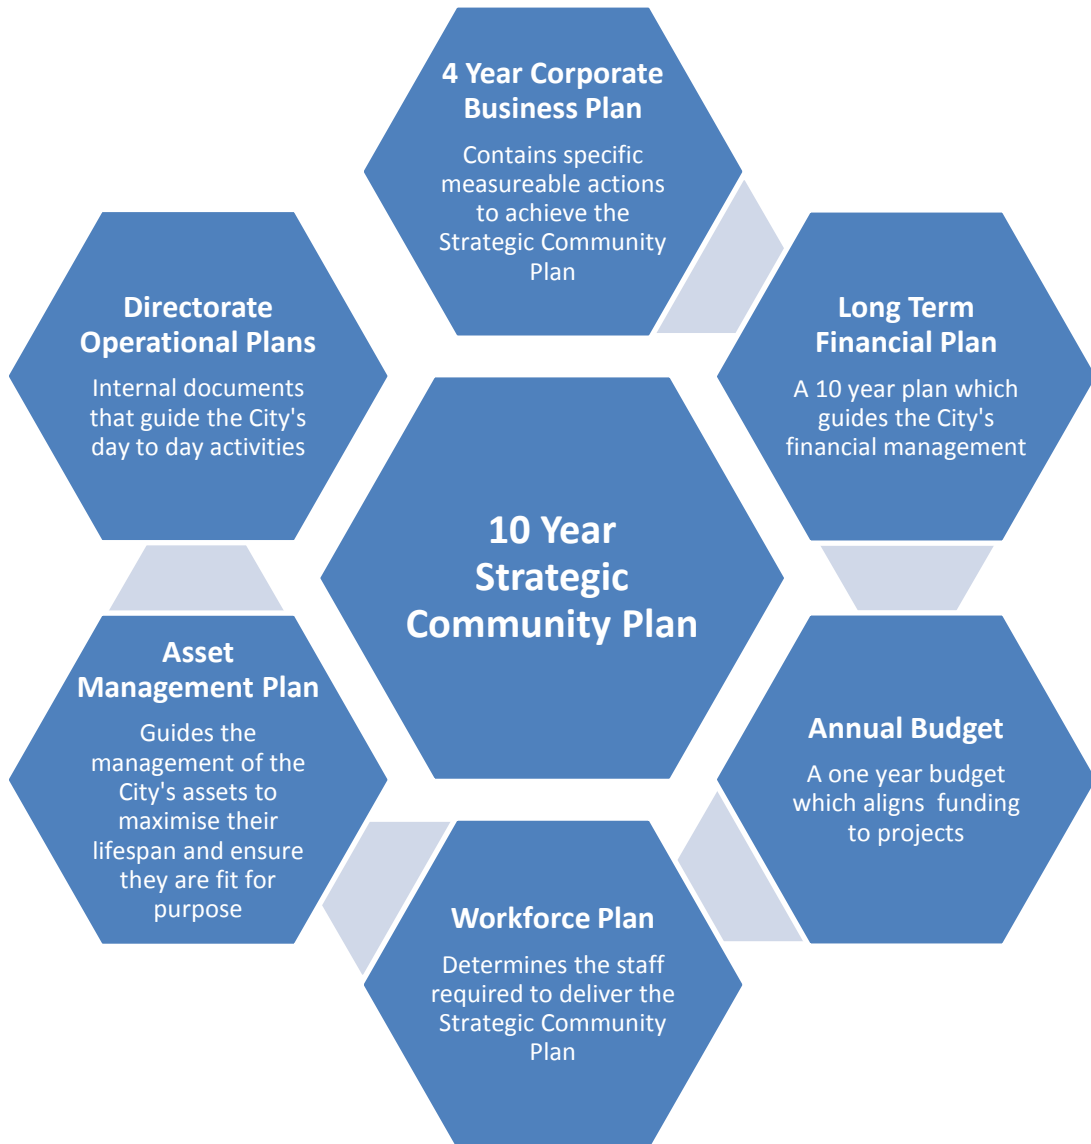 4 Year Corporate
Business Plan
Contains specific
measureable actions
to achieve the
Strategic Community
Plan
Directorate
Operational Plans
Internal documents
that guide the City's
day to day activities
Long Term
Financial Plan
A 10 year plan which
guides the City's
financial management
10 Year
Strategic
Community Plan
Asset
Management Plan
Guides the
management of the
City's assets to
maximise their
lifespan and ensure
they are fit for
purpose
Annual Budget
A one year budget
which aligns  funding
to projects
Workforce Plan
Determines the staff
required to deliver the
Strategic Community
Plan